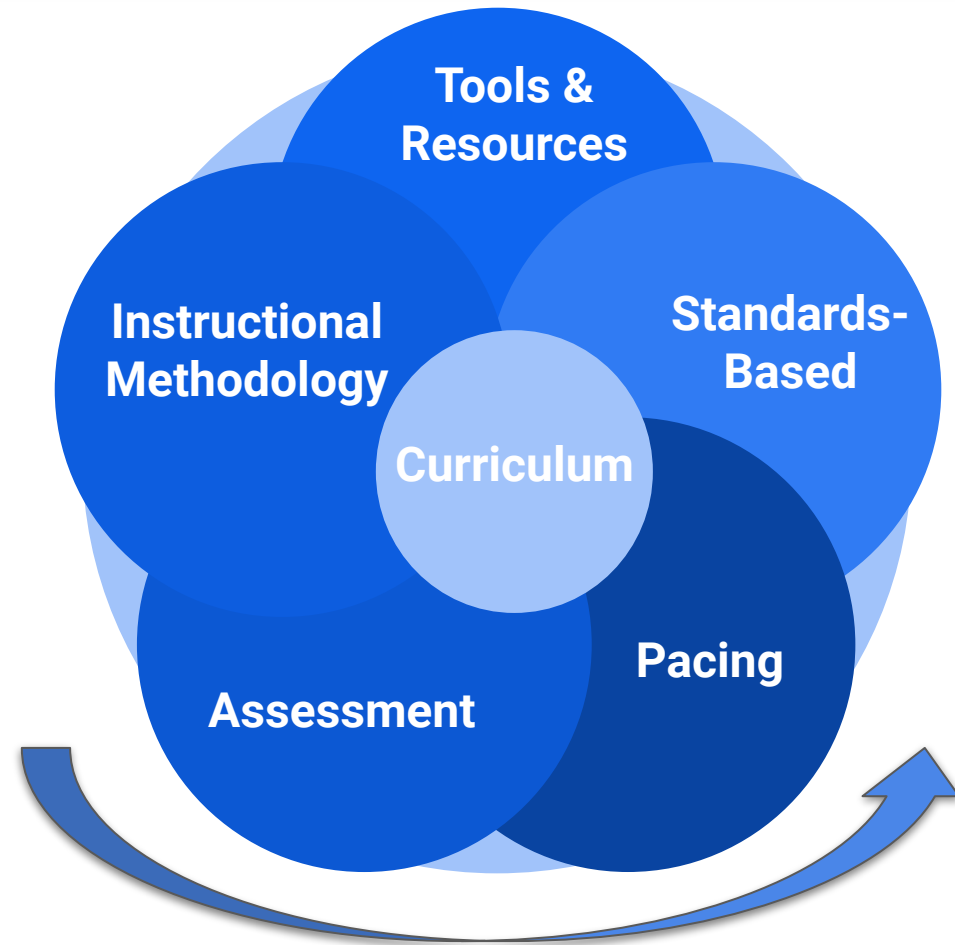 Tools &
Resources
Instructional
Methodology
Standards-
Based
Curriculum
Pacing
Assessment